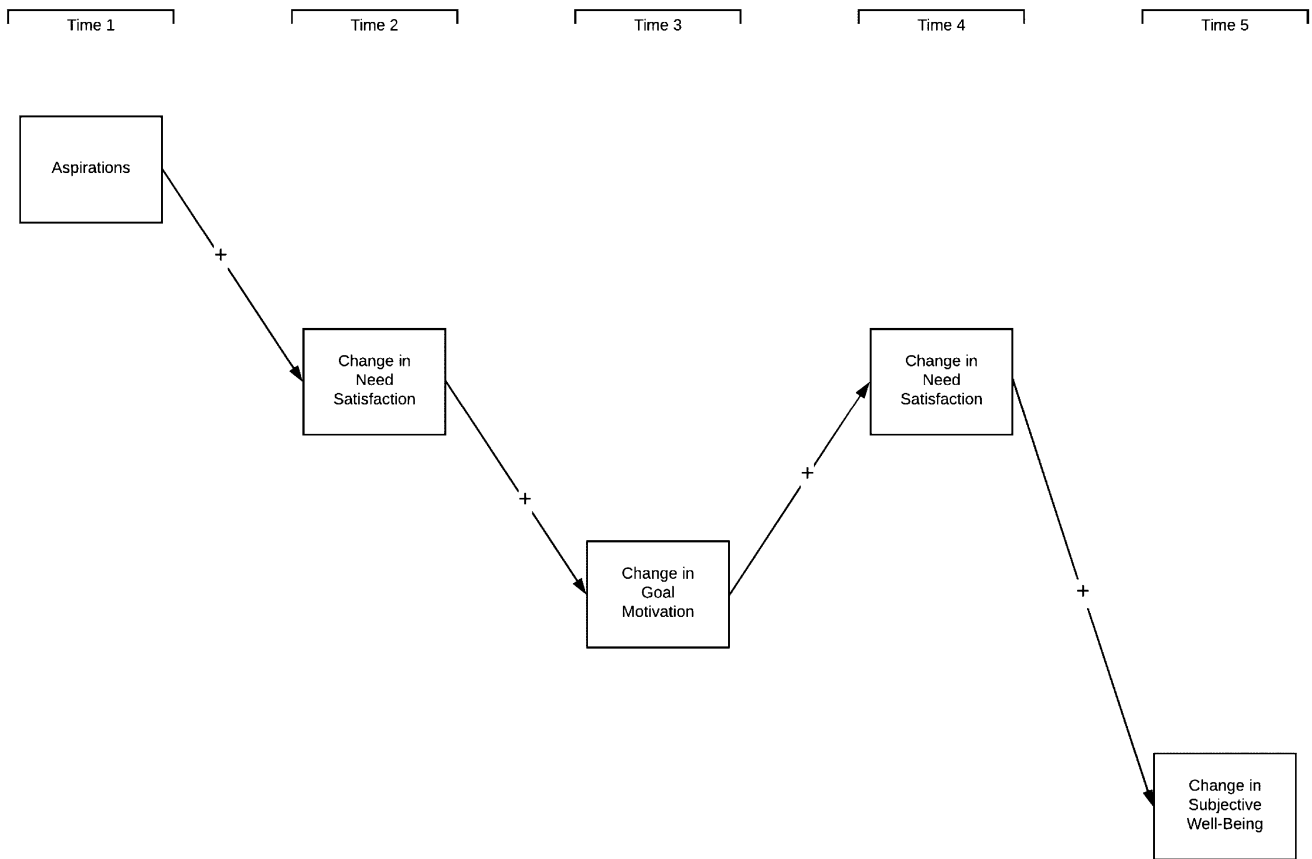 Time 1
Time 2
Time 3
Time 4
Time 5
Aspirations
+
Change in
Need
Satisfaction
+
Change in
Goal
Motivation
+
Change in
Need
Satisfaction
+
Change in
Subjective
Well-Being